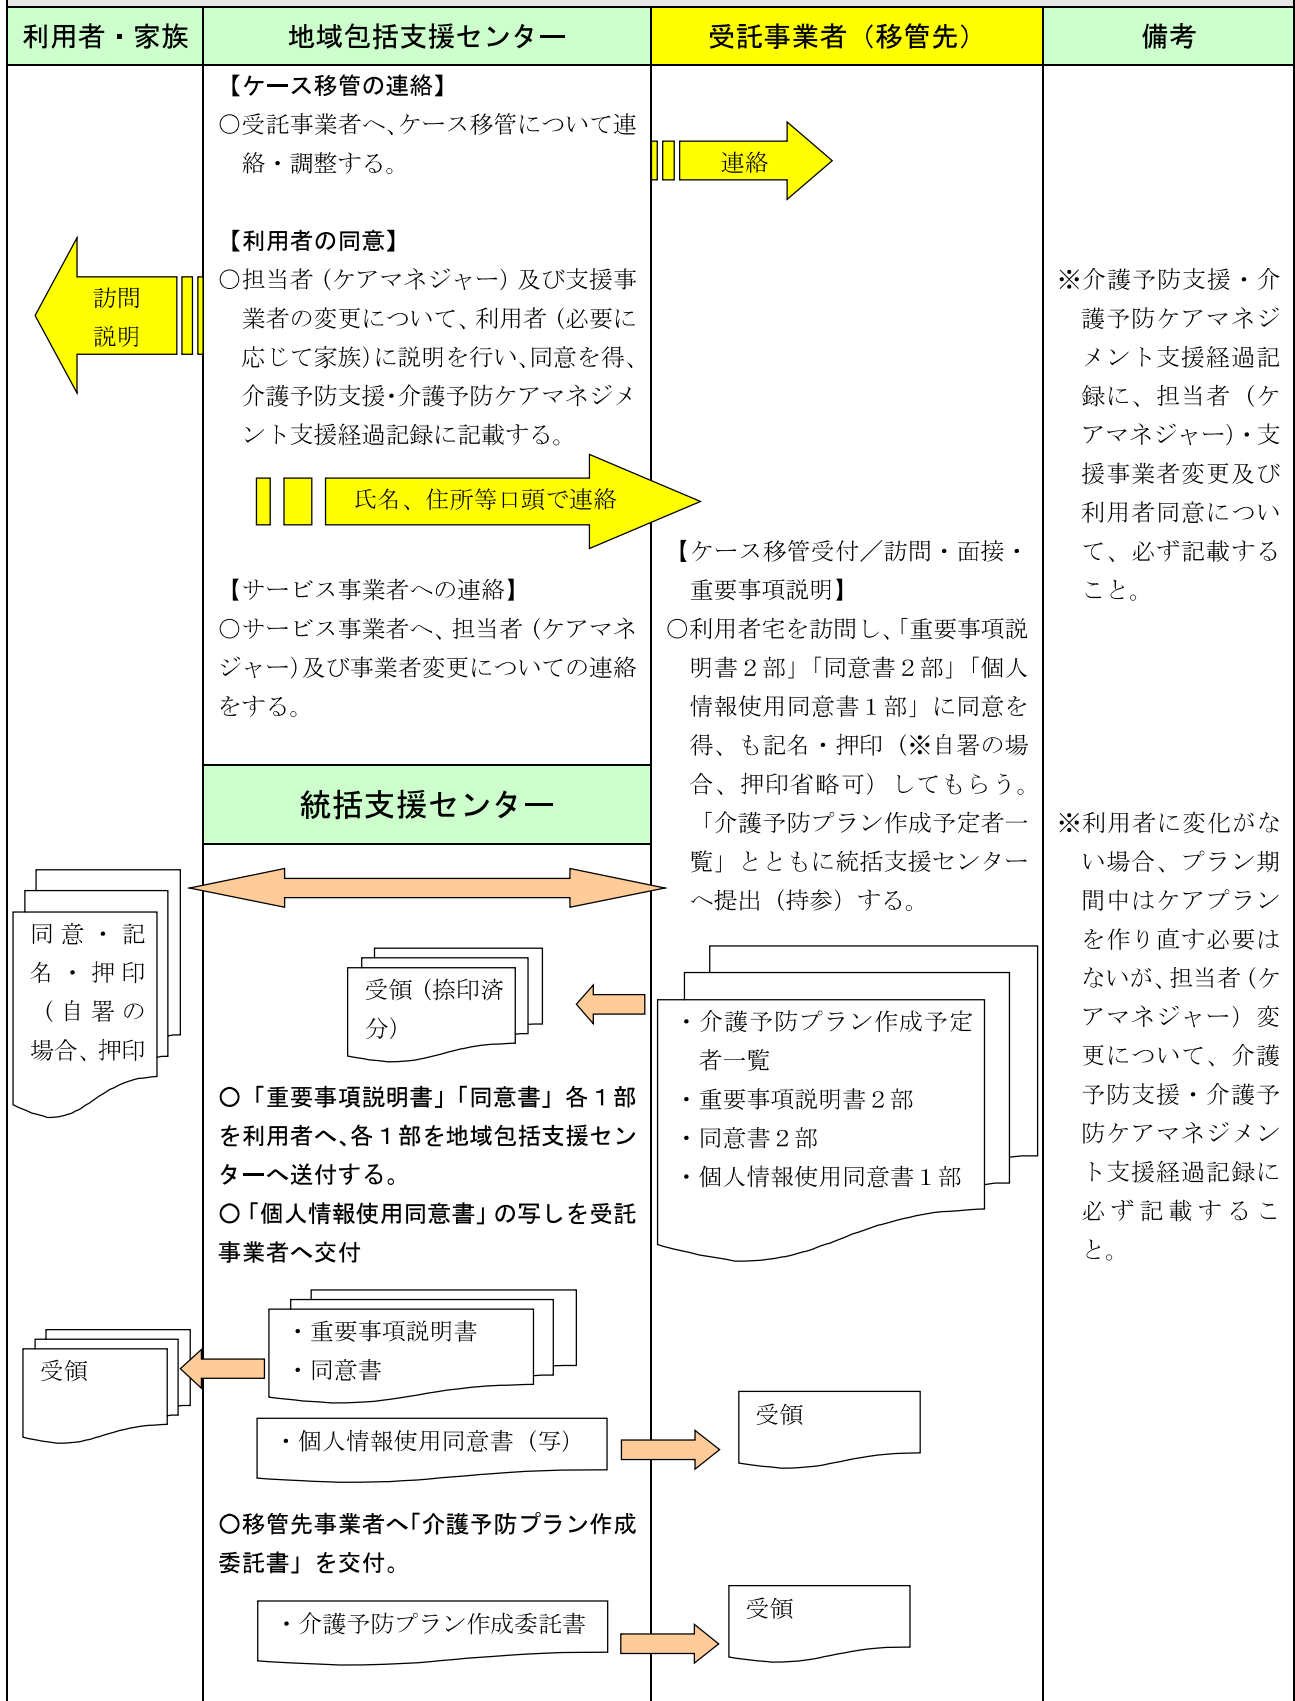 利用者・家族
地域包括支援センター
受託事業者（移管先）
備考
【ケース移管の連絡】
○受託事業者へ、ケース移管について連
絡・調整する。
連絡
【利用者の同意】
○担当者（ケアマネジャー）及び支援事
業者の変更について、利用者（必要に
応じて家族）に説明を行い、同意を得、
介護予防支援・介護予防ケアマネジメ
ント支援経過記録に記載する。
訪問
説明
氏名、住所等口頭で連絡
【サービス事業者への連絡】
○サービス事業者へ、担当者（ケアマネ
ジャー）及び事業者変更についての連絡
をする。
【ケース移管受付／訪問・面接・
重要事項説明】
○利用者宅を訪問し、「重要事項説
明書２部」「同意書２部」「個人
情報使用同意書１部」に同意を
得、も記名・押印（※自署の場
合、押印省略可）してもらう。
「介護予防プラン作成予定者一
覧」とともに統括支援センター
へ提出（持参）する。
※介護予防支援・介
護予防ケアマネジ
メント支援経過記
録に、担当者（ケ
アマネジャー）・支
援事業者変更及び
利用者同意につい
て、必ず記載する
こと。
※利用者に変化がな
い場合、プラン期
間中はケアプラン
を作り直す必要は
ないが、担当者（ケ
アマネジャー）変
更について、介護
予防支援・介護予
防ケアマネジメン
ト支援経過記録に
必ず記載するこ
と。
統括支援センター
同意・記
名・押印
（自署の
場合、押印
受領（捺印済
分）
・介護予防プラン作成予定
者一覧
・重要事項説明書２部
・同意書２部
・個人情報使用同意書１部
○「重要事項説明書」「同意書」各１部
を利用者へ、各１部を地域包括支援セン
ターへ送付する。
○「個人情報使用同意書」の写しを受託
事業者へ交付
・重要事項説明書
・同意書
受領
・個人情報使用同意書（写）
受領
○移管先事業者へ「介護予防プラン作成
委託書」を交付。
・介護予防プラン作成委託書
受領